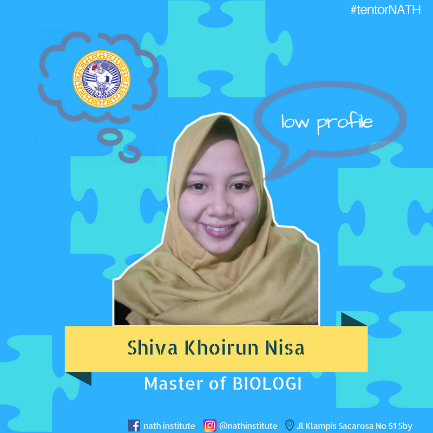 #tentorNATH
low profile
Shiva Khoirun Nisa
Master of BIOLOGI
nath institute @nathinstitute Jl Klampis Sacarosa No 51 Sby